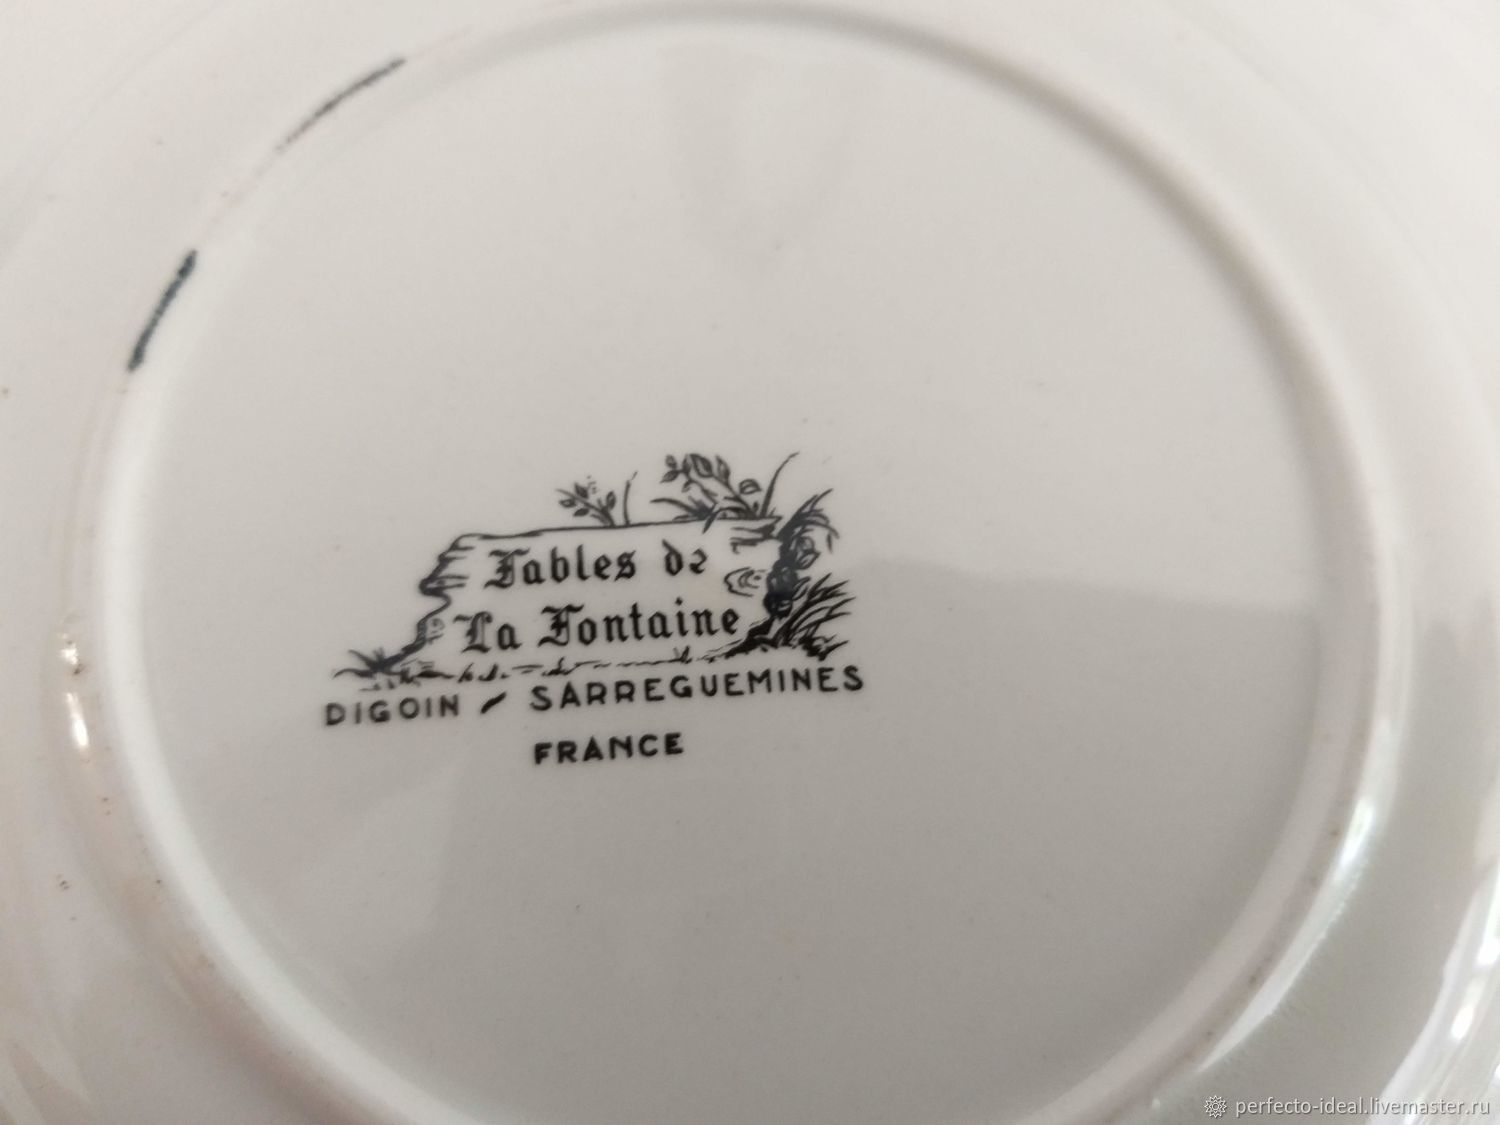 Fables de
La Fontaine
DIGOIN / SARREGUEMINES
FRANCE
perfecto-ideal.livemaster.ru